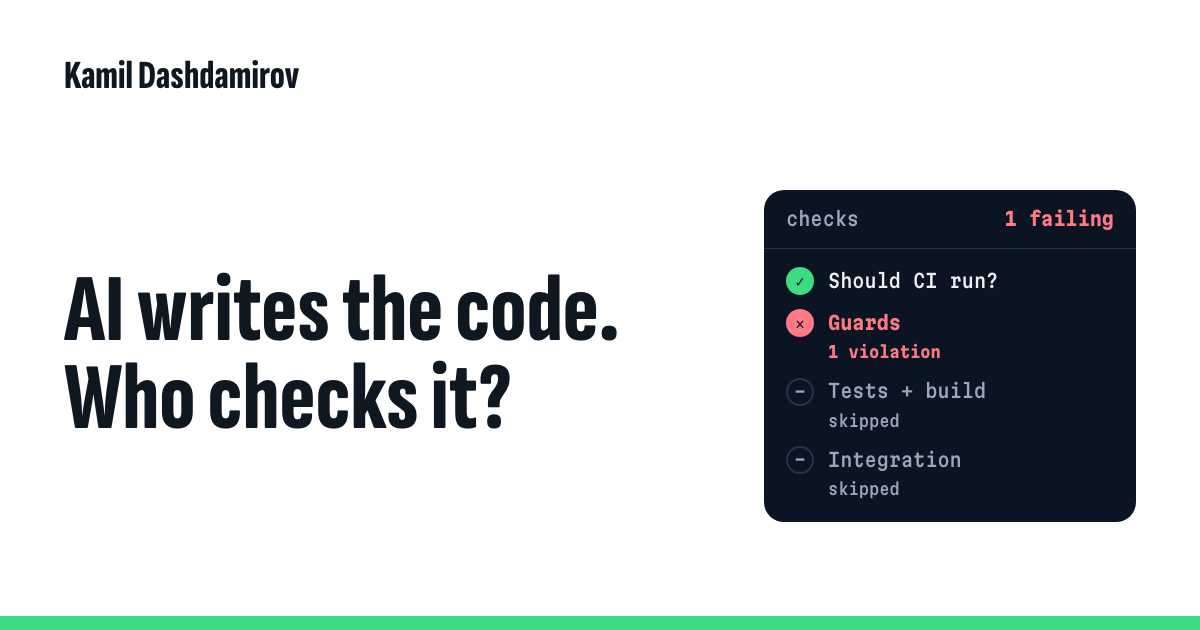 Kamil Dashdamirov
AI writes the code.
Who checks it?
checks 1 failing
✓ Should CI run?
× Guards
1 violation
– Tests + build
skipped
– Integration
skipped